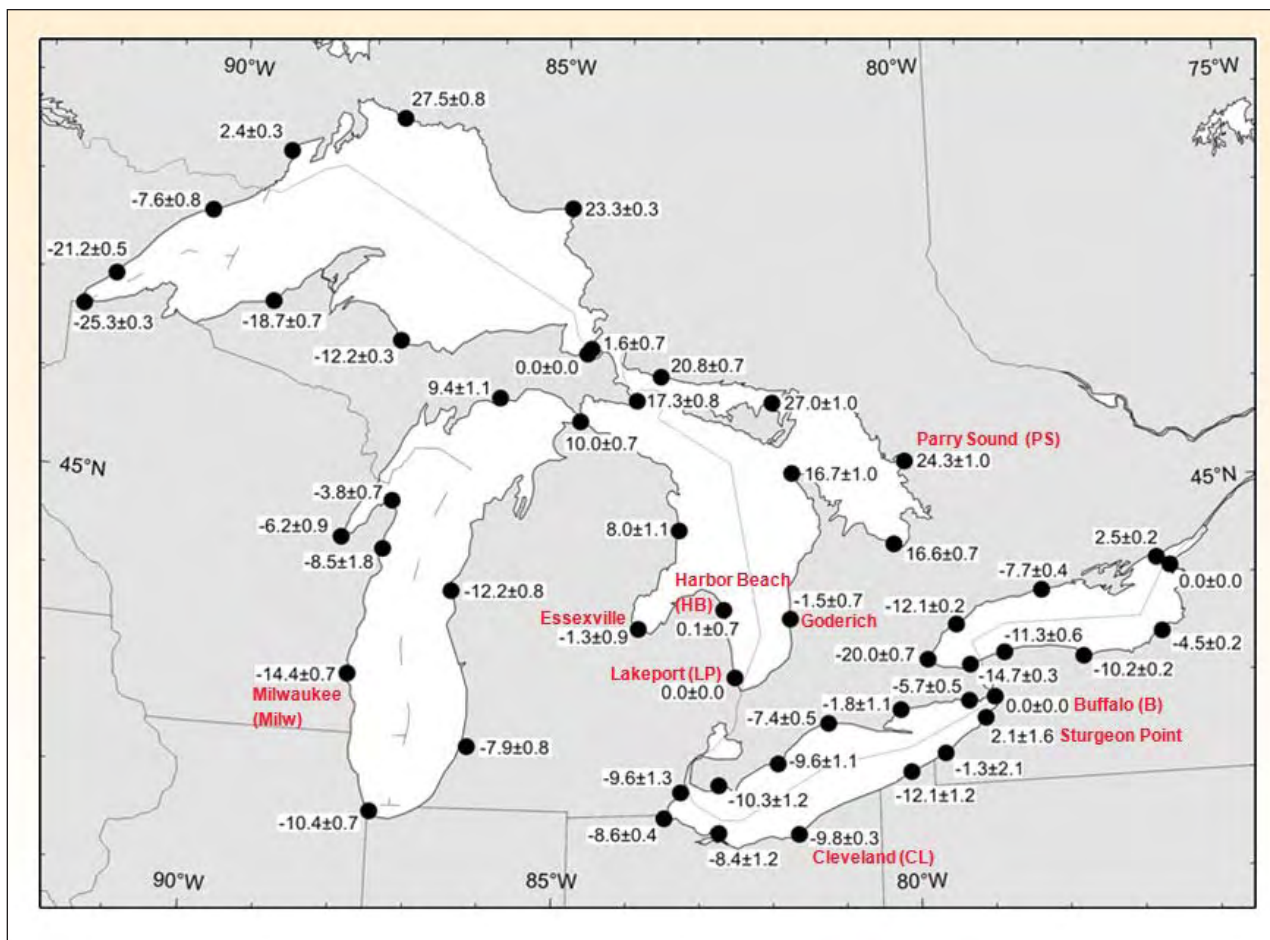 90°W
85°W
80°W
75°W
27.5±0.8
2.4±0.3
-7.6±0.8
23.3±0.3
-21.2±0.5
-25.3±0.3
-18.7±0.7
-12.2±0.3
1.6±0.7
0.0±0.0
20.8±0.7
9.4±1.1
17.3±0.8
27.0±1.0
10.0±0.7
Parry Sound (PS)
24.3±1.0
45°N
45°N
16.7±1.0
-3.8±0.7
-6.2±0.9
-8.5±1.8
8.0±1.1
16.6±0.7
2.5±0.2
0.0±0.0
-7.7±0.4
-12.2±0.8
Harbor Beach
(HB)
0.1±0.7
Essexville
-1.3±0.9
-1.5±0.7
Goderich
-12.1±0.2
-11.3±0.6
-4.5±0.2
-20.0±0.7
-10.2±0.2
-14.7±0.3
-14.4±0.7
Milwaukee
(Milw)
Lakeport (LP)
0.0±0.0
-5.7±0.5
-1.8±1.1
0.0±0.0
Buffalo (B)
-7.4±0.5
2.1±1.6
Sturgeon Point
-7.9±0.8
-9.6±1.1
-1.3±2.1
-9.6±1.3
-10.3±1.2
-12.1±1.2
-10.4±0.7
-8.6±0.4
-8.4±1.2
-9.8±0.3
Cleveland (CL)
90°W
85°W
80°W